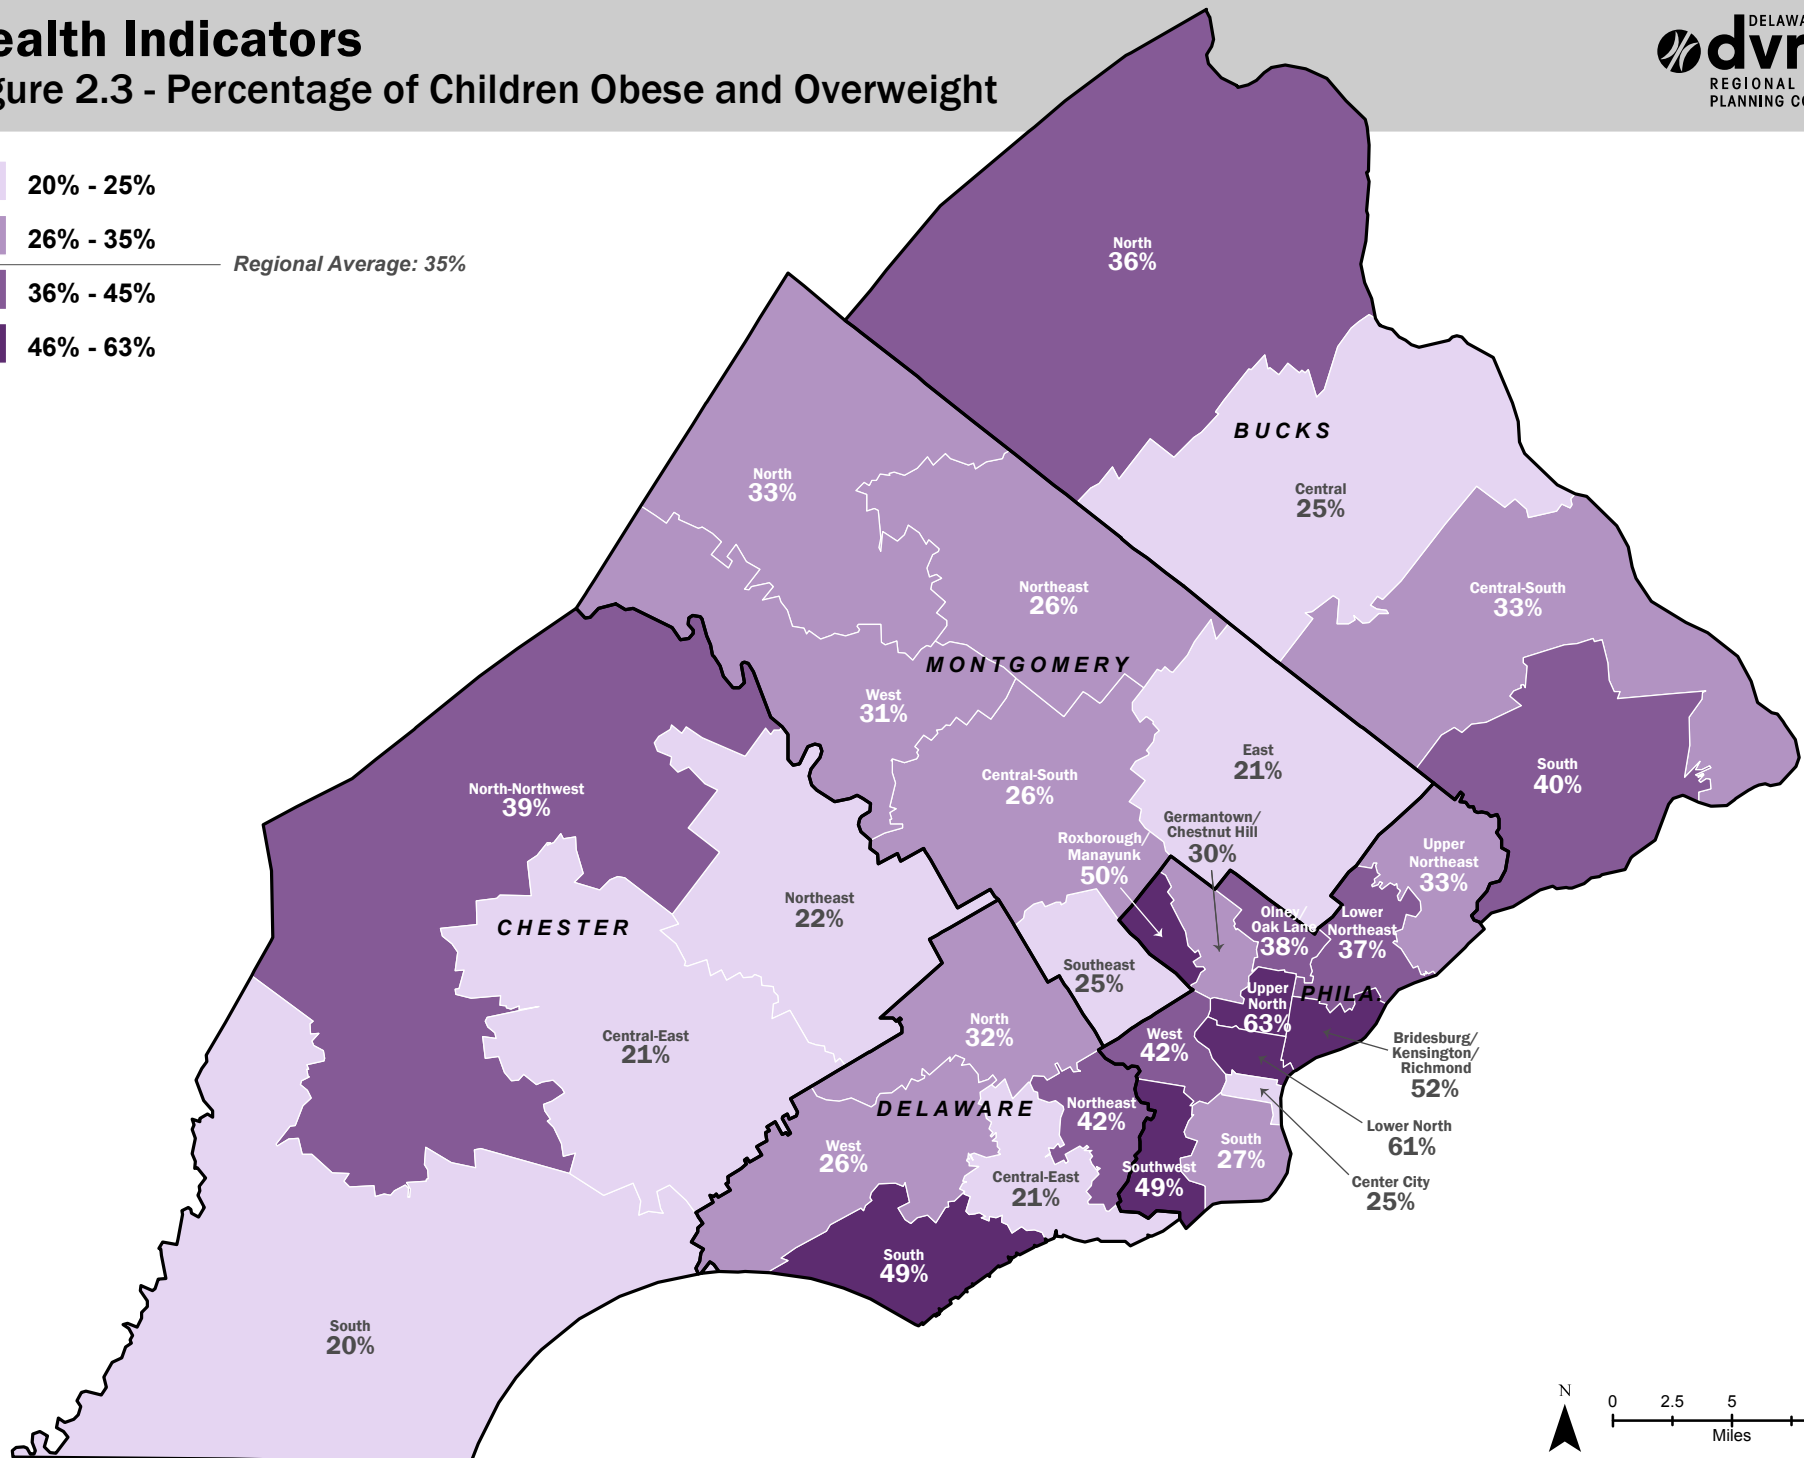 ealth Indicators
gure 2.3 - Percentage of Children Obese and Overweight
DELAWA
dvr
REGIONAL
PLANNING CO
20% - 25%
26% - 35%
Regional Average: 35%
36% - 45%
46% - 63%
North
36%
BUCKS
Central
25%
Central-South
33%
South
40%
North
33%
Northeast
26%
MONTGOMERY
West
31%
Central-South
26%
East
21%
Southeast
25%
North-Northwest
39%
CHESTER
Northeast
22%
Central-East
21%
South
20%
DELAWARE
North
32%
West
26%
Northeast
42%
Central-East
21%
South
49%
PHILA.
Roxborough/
Manayunk
50%
Germantown/
Chestnut Hill
30%
Olney/
Oak Lane
38%
Lower
Northeast
37%
Upper
Northeast
33%
Upper
North
63%
West
42%
Southwest
49%
South
27%
Bridesburg/
Kensington/
Richmond
52%
Lower North
61%
Center City
25%
N
0 2.5 5
Miles